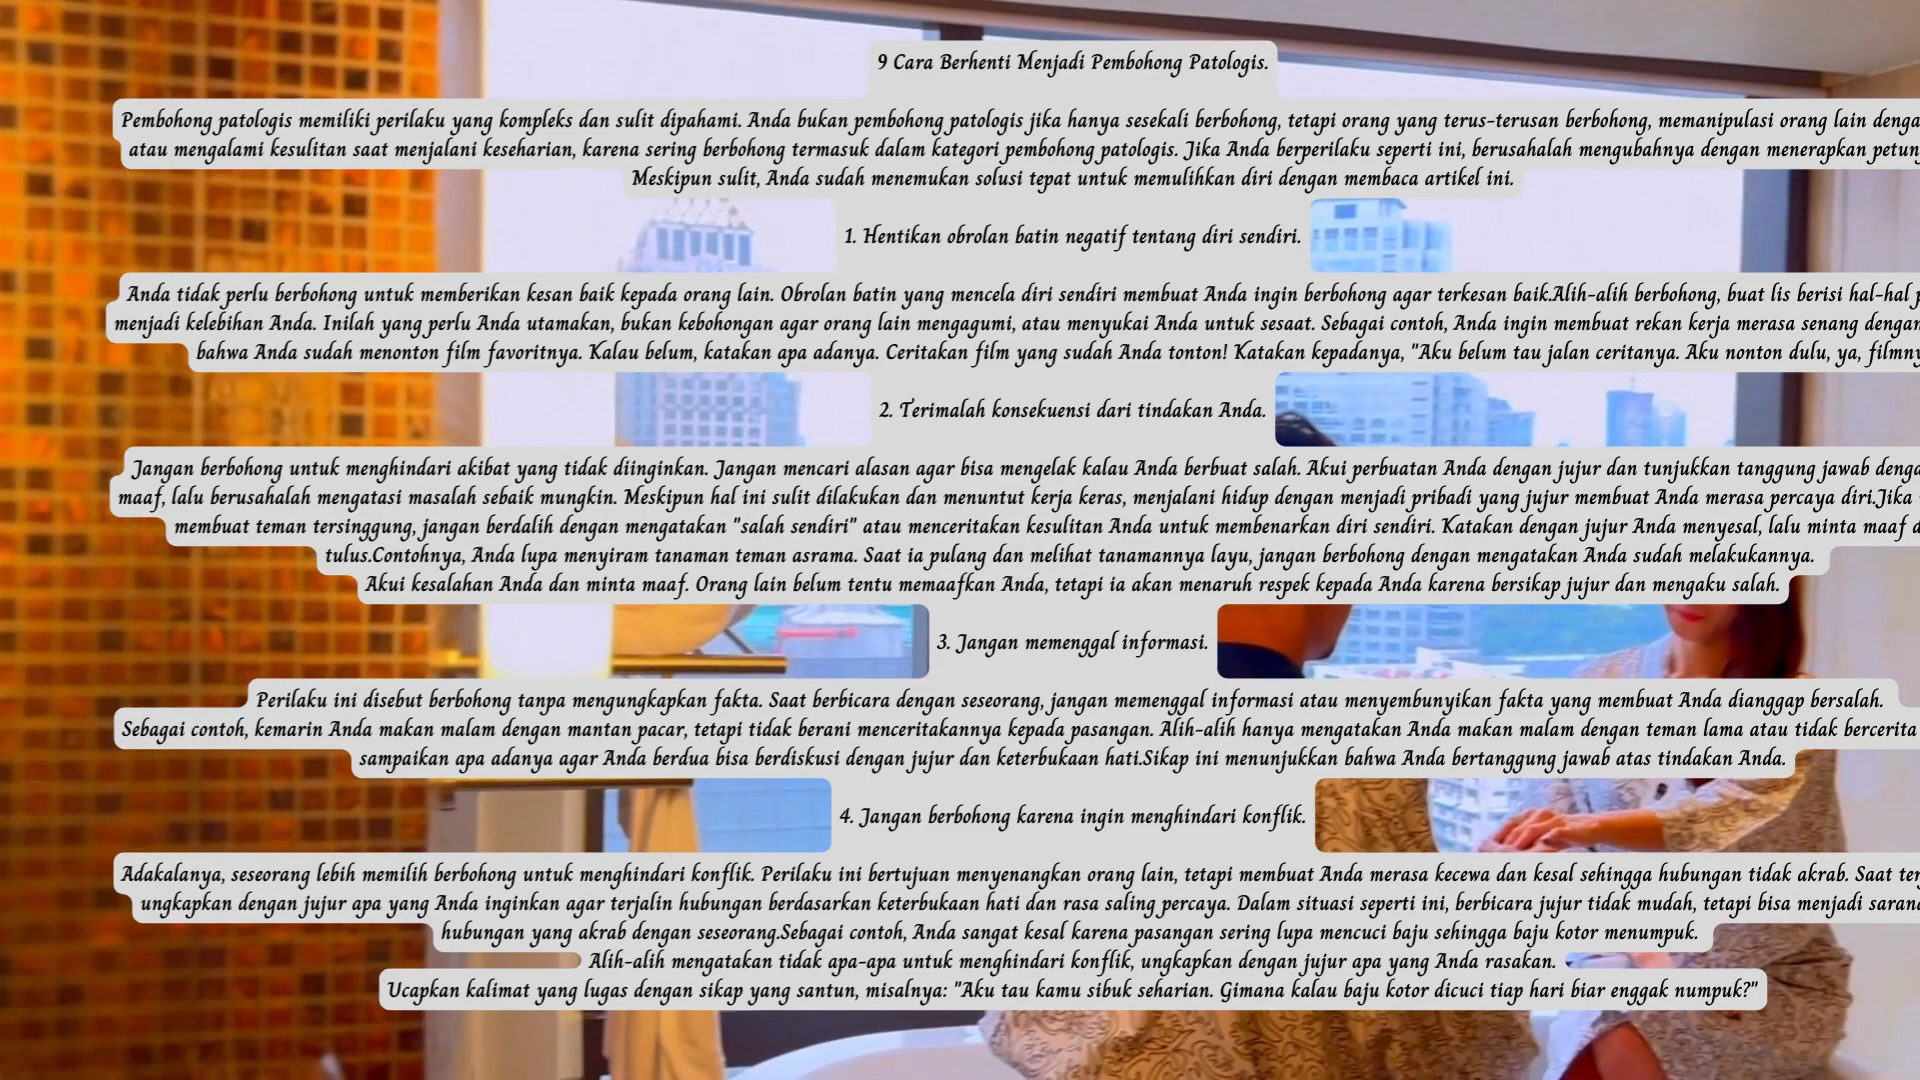 9 Cara Berhenti Menjadi Pembohong Patologis.
Pembohong patologis memiliki perilaku yang kompleks dan sulit dipahami. Anda bukan pembohong patologis jika hanya sesekali berbohong, tetapi orang yang terus-terusan berbohong, memanipulasi orang lain
atau mengalami kesulitan saat menjalani keseharian, karena sering berbohong termasuk dalam kategori pembohong patologis. Jika Anda berperilaku seperti ini, berusahalah mengubahnya dengan menerapkan
Meskipun sulit, Anda sudah menemukan solusi tepat untuk memulihkan diri dengan membaca artikel ini.
1. Hentikan obrolan batin negatif tentang diri sendiri.
Anda tidak perlu berbohong untuk memberikan kesan baik kepada orang lain. Obrolan batin yang mencela diri sendiri membuat Anda ingin berbohong agar terkesan baik.Alih-alih berbohong, buat lis berisi hal-hal
menjadi kelebihan Anda. Inilah yang perlu Anda utamakan, bukan kebohongan agar orang lain mengagumi, atau menyukai Anda untuk sesaat. Sebagai contoh, Anda ingin membuat rekan kerja merasa senang dengan
bahwa Anda sudah menonton film favoritnya. Kalau belum, katakan apa adanya. Ceritakan film yang sudah Anda tonton! Katakan kepadanya, "Aku belum tau jalan ceritanya. Aku nonton dulu, ya,
2. Terimalah konsekuensi dari tindakan Anda.
Jangan berbohong untuk menghindari akibat yang tidak diinginkan. Jangan mencari alasan agar bisa mengelak kalau Anda berbuat salah. Akui perbuatan Anda dengan jujur dan tunjukkan tanggung jawab
maaf, lalu berusahalah mengatasi masalah sebaik mungkin. Meskipun hal ini sulit dilakukan dan menuntut kerja keras, menjalani hidup dengan menjadi pribadi yang jujur membuat Anda merasa percaya diri.Jika
membuat teman tersinggung, jangan berdalih dengan mengatakan "salah sendiri" atau menceritakan kesulitan Anda untuk membenarkan diri sendiri. Katakan dengan jujur Anda menyesal, lalu minta maaf
tulus.Contohnya, Anda lupa menyiram tanaman teman asrama. Saat ia pulang dan melihat tanamannya layu, jangan berbohong dengan mengatakan Anda sudah melakukannya.
Akui kesalahan Anda dan minta maaf. Orang lain belum tentu memaafkan Anda, tetapi ia akan menaruh respek kepada Anda karena bersikap jujur dan mengaku salah.
3. Jangan memenggal informasi.
Perilaku ini disebut berbohong tanpa mengungkapkan fakta. Saat berbicara dengan seseorang, jangan memenggal informasi atau menyembunyikan fakta yang membuat Anda dianggap bersalah.
Sebagai contoh, kemarin Anda makan malam dengan mantan pacar, tetapi tidak berani menceritakannya kepada pasangan. Alih-alih hanya mengatakan Anda makan malam dengan teman lama atau tidak bercerita
sampaikan apa adanya agar Anda berdua bisa berdiskusi dengan jujur dan keterbukaan hati.Sikap ini menunjukkan bahwa Anda bertanggung jawab atas tindakan Anda.
4. Jangan berbohong karena ingin menghindari konflik.
Adakalanya, seseorang lebih memilih berbohong untuk menghindari konflik. Perilaku ini bertujuan menyenangkan orang lain, tetapi membuat Anda merasa kecewa dan kesal sehingga hubungan tidak akrab. Saat
ungkapkan dengan jujur apa yang Anda inginkan agar terjalin hubungan berdasarkan keterbukaan hati dan rasa saling percaya. Dalam situasi seperti ini, berbicara jujur tidak mudah, tetapi bisa menjadi
hubungan yang akrab dengan seseorang.Sebagai contoh, Anda sangat kesal karena pasangan sering lupa mencuci baju sehingga baju kotor menumpuk.
Alih-alih mengatakan tidak apa-apa untuk menghindari konflik, ungkapkan dengan jujur apa yang Anda rasakan.
Ucapkan kalimat yang lugas dengan sikap yang santun, misalnya: "Aku tau kamu sibuk seharian. Gimana kalau baju kotor dicuci tiap hari biar enggak numpuk?"